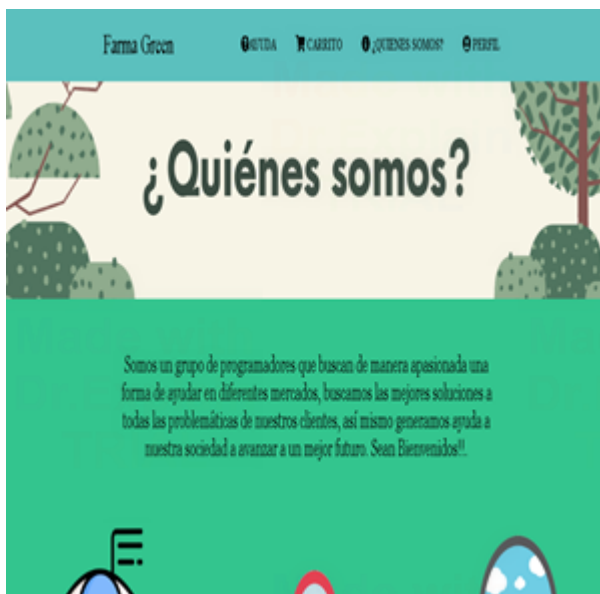 Farma Green
AYUDA CARRITO ¿QUIENES SOMOS? PERFIL
¿Quiénes somos?
Somos un grupo de programadores que buscan de manera apasionada una
forma de ayudar en diferentes mercados, buscamos las mejores soluciones a
todas las problemáticas de nuestros clientes, así mismo generamos ayuda a
nuestra sociedad a avanzar a un mejor futuro. Sean Bienvenidos!!.